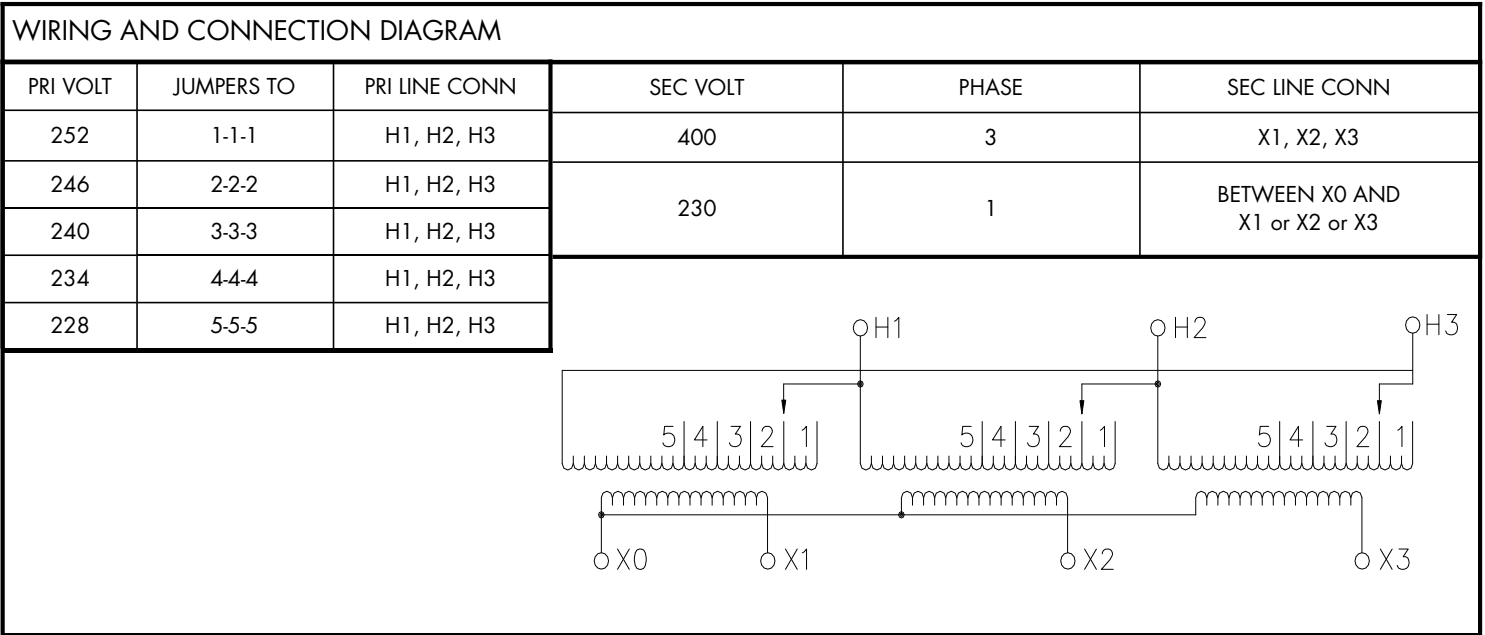 WIRING AND CONNECTION DIAGRAM
PRI VOLT JUMPERS TO PRI LINE CONN SEC VOLT PHASE SEC LINE CONN
252 1-1-1 H1, H2, H3 400 3 X1, X2, X3
246 2-2-2 H1, H2, H3
230 1 BETWEEN X0 AND
X1 or X2 or X3
240 3-3-3 H1, H2, H3
234 4-4-4 H1, H2, H3
228 5-5-5 H1, H2, H3
H1 H2 H3
5 4 3 2 1 5 4 3 2 1 5 4 3 2 1
X0 X1 X2 X3